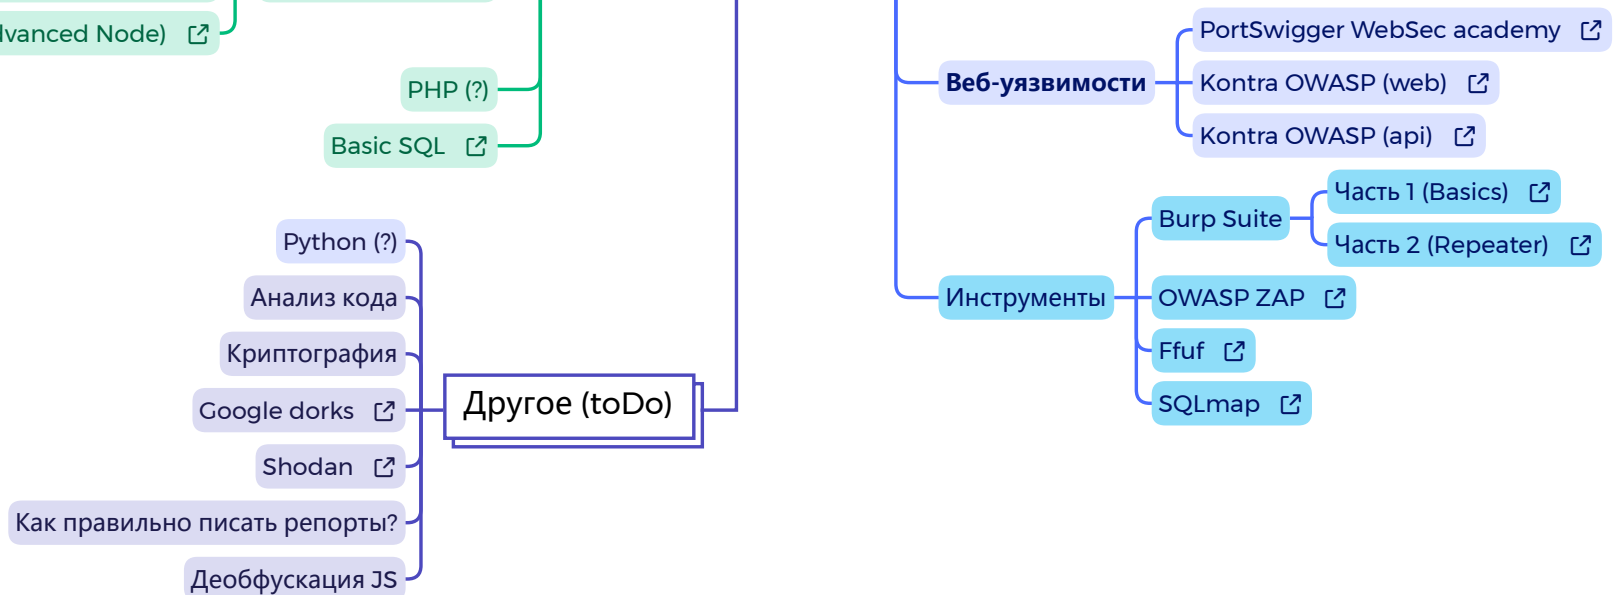 Node)
PHP (?)
Basic SQL
Python (?)
Анализ кода
Криптография
Google dorks
Shodan
Как правильно писать репорты?
Деобфускация JS
Другое (toDo)
Веб-уязвимости
PortSwigger WebSec academy
Kontra OWASP (web)
Kontra OWASP (api)
Инструменты
Burp Suite
Часть 1 (Basics)
Часть 2 (Repeater)
OWASP ZAP
Ffuf
SQLmap